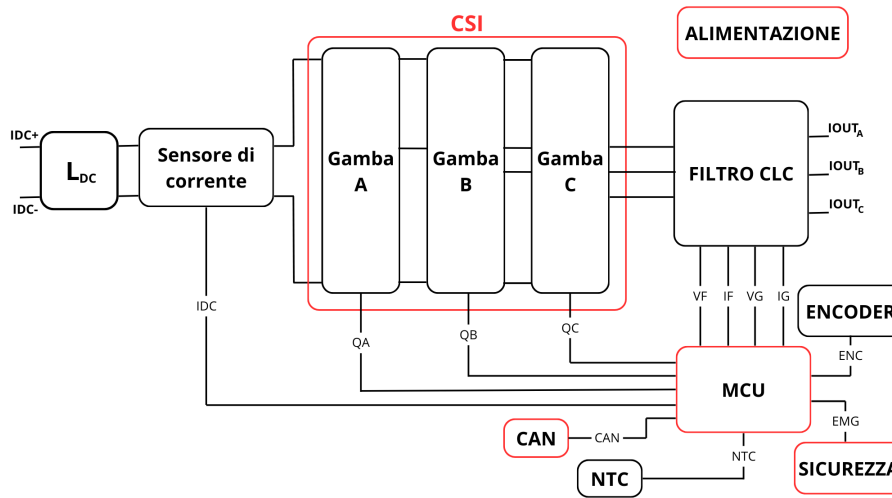 CSI
ALIMENTAZIONE
IDC+
IDC-
LDC
Sensore di
corrente
Gamba
A
Gamba
B
Gamba
C
FILTRO CLC
IOUTA
IOUTB
IOUTC
IDC
QA
QB
QC
VF
IF
VG
IG
ENCODER
ENC
MCU
EMG
SICUREZZA
CAN
CAN
NTC
NTC